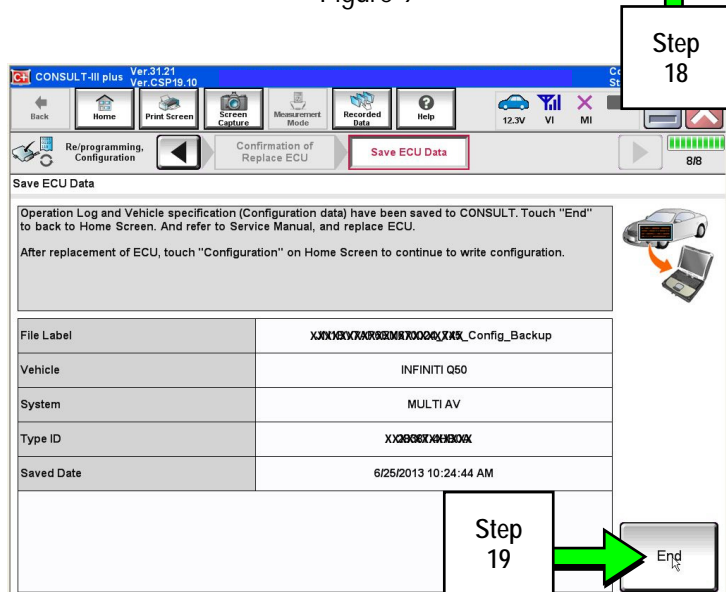 Step
18
CONSULT-III plus
Ver.31.21
Ver.CSP19.10
Back
Home
Print Screen
Screen
Capture
Measurement
Mode
Recorded
Data
Help
12.3V
VI
MI
Re/programming,
Configuration
Confirmation of
Replace ECU
Save ECU Data
8/8
Save ECU Data
Operation Log and Vehicle specification (Configuration data) have been saved to CONSULT. Touch "End"
to back to Home Screen. And refer to Service Manual, and replace ECU.
After replacement of ECU, touch "Configuration" on Home Screen to continue to write configuration.
File Label
_Config_Backup
Vehicle
INFINITI Q50
System
MULTI AV
Type ID
Saved Date
6/25/2013 10:24:44 AM
Step
19
End